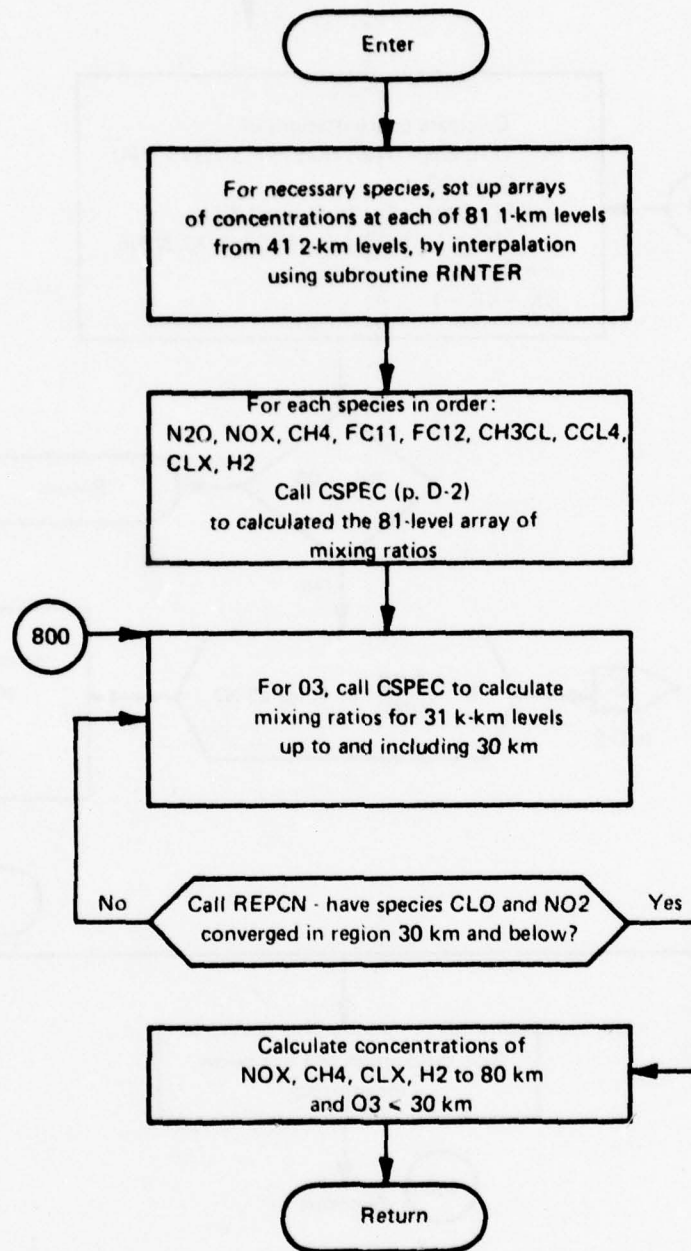 Enter
For necessary species, sot up arrays
of concentrations at each of 81 1-km levels
from 41 2-km levels, by interpalation
using subroutine RINTER
For each species in order:
N2O, NOX, CH4, FC11, FC12, CH3CL, CCL4,
CLX, H2
Call CSPEC (p. D-2)
to calculated the 81-level array of
mixing ratios
800
For 03, call CSPEC to calculate
mixing ratios for 31 k-km levels
up to and including 30 km
No
Call REPCN - have species CLO and NO2
converged in region 30 km and below?
Yes
Calculate concentrations of
NOX, CH4, CLX, H2 to 80 km
and O3 < 30 km
Return